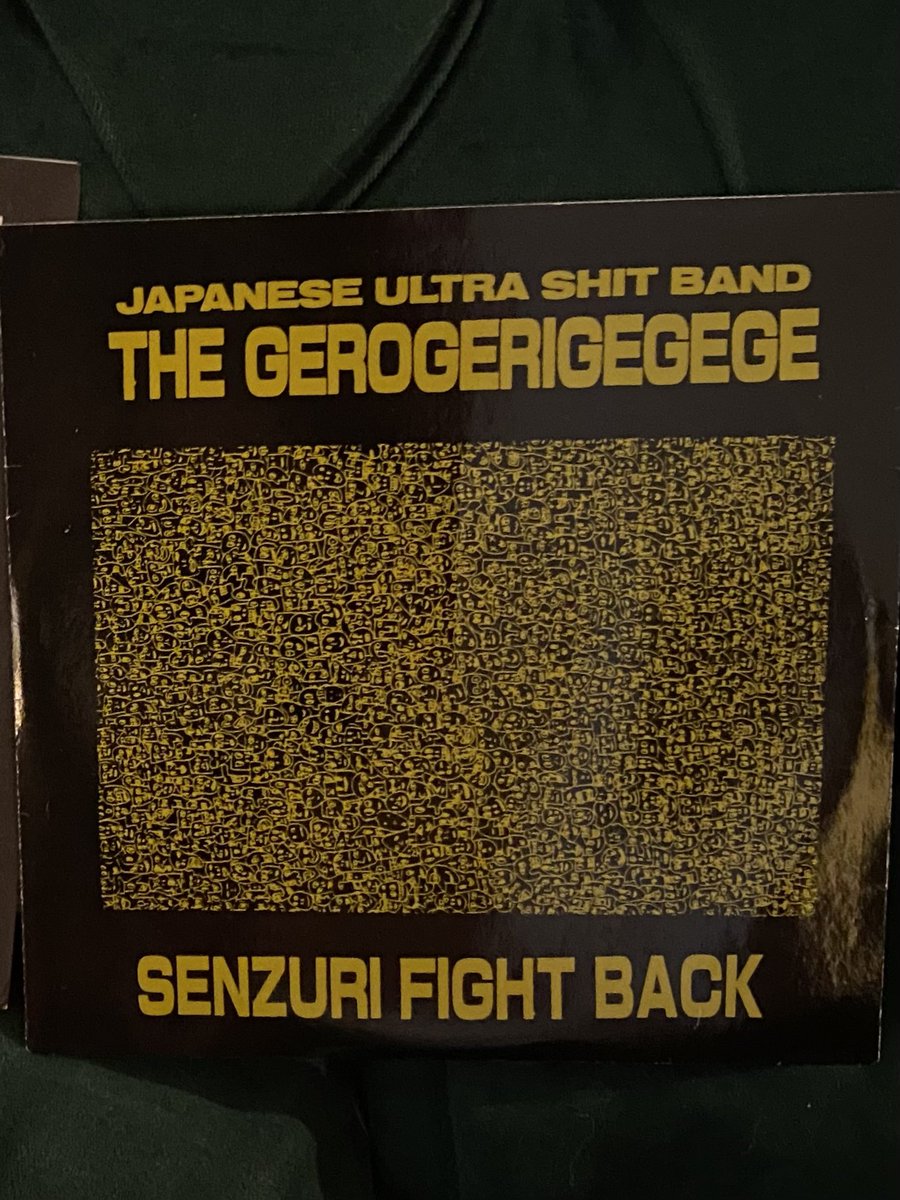 JAPANESE ULTRA SHIT BAND
THE GEROGERIGEGEGE
SENZURI FIGHT BACK